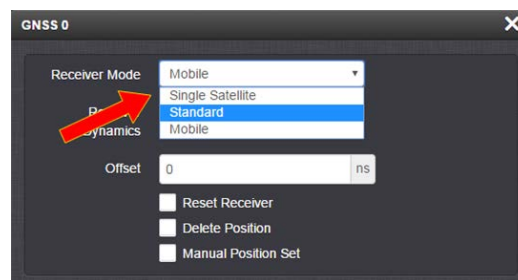 GNSS 0
Receiver Mode
Mobile
Single Satellite
Standard
Mobile
Dynamics
Offset
0
ns
Reset Receiver
Delete Position
Manual Position Set